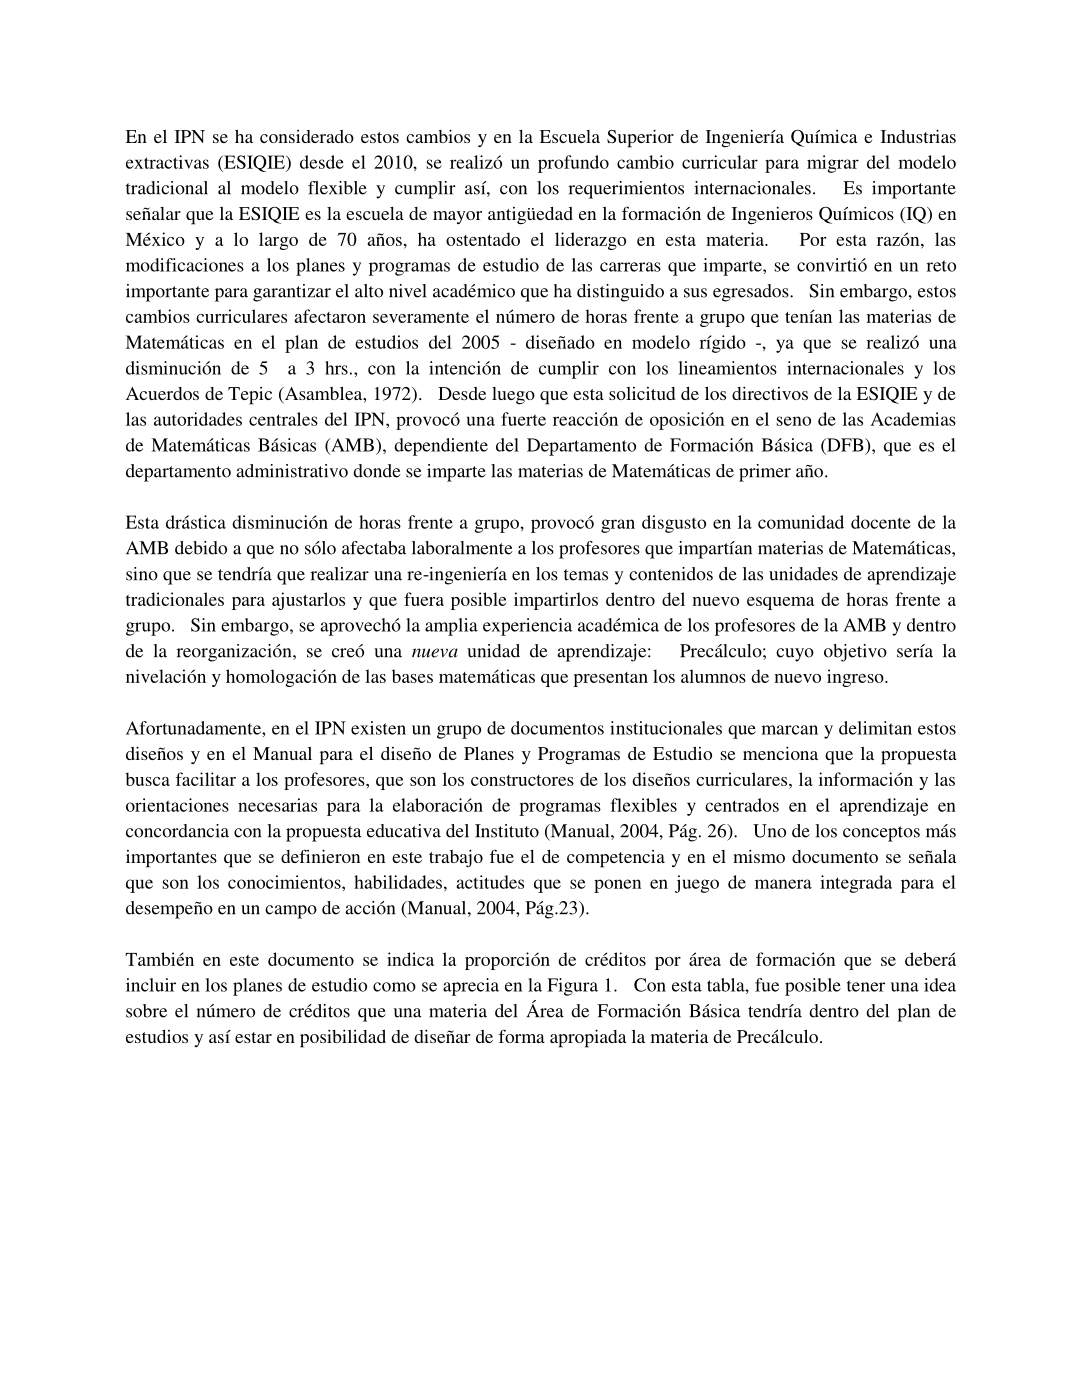 En el IPN se ha considerado estos cambios y en la Escuela Superior de Ingeniería Química e Industrias
extractivas (ESIQIE) desde el 2010, se realizó un profundo cambio curricular para migrar del modelo
tradicional al modelo flexible y cumplir así, con los requerimientos internacionales. Es importante
señalar que la ESIQIE es la escuela de mayor antigüedad en la formación de Ingenieros Químicos (IQ) en
México y a lo largo de 70 años, ha ostentado el liderazgo en esta materia. Por esta razón, las
modificaciones a los planes y programas de estudio de las carreras que imparte, se convirtió en un reto
importante para garantizar el alto nivel académico que ha distinguido a sus egresados. Sin embargo, estos
cambios curriculares afectaron severamente el número de horas frente a grupo que tenían las materias de
Matemáticas en el plan de estudios del 2005 - diseñado en modelo rígido -, ya que se realizó una
disminución de 5 a 3 hrs., con la intención de cumplir con los lineamientos internacionales y los
Acuerdos de Tepic (Asamblea, 1972). Desde luego que esta solicitud de los directivos de la ESIQIE y de
las autoridades centrales del IPN, provocó una fuerte reacción de oposición en el seno de las Academias
de Matemáticas Básicas (AMB), dependiente del Departamento de Formación Básica (DFB), que es el
departamento administrativo donde se imparte las materias de Matemáticas de primer año.

Esta drástica disminución de horas frente a grupo, provocó gran disgusto en la comunidad docente de la
AMB debido a que no sólo afectaba laboralmente a los profesores que impartían materias de Matemáticas,
sino que se tendría que realizar una re-ingeniería en los temas y contenidos de las unidades de aprendizaje
tradicionales para ajustarlos y que fuera posible impartirlos dentro del nuevo esquema de horas frente a
grupo. Sin embargo, se aprovechó la amplia experiencia académica de los profesores de la AMB y dentro
de la reorganización, se creó una nueva unidad de aprendizaje: Precálculo; cuyo objetivo sería la
nivelación y homologación de las bases matemáticas que presentan los alumnos de nuevo ingreso.

Afortunadamente, en el IPN existen un grupo de documentos institucionales que marcan y delimitan estos
diseños y en el Manual para el diseño de Planes y Programas de Estudio se menciona que la propuesta
busca facilitar a los profesores, que son los constructores de los diseños curriculares, la información y las
orientaciones necesarias para la elaboración de programas flexibles y centrados en el aprendizaje en
concordancia con la propuesta educativa del Instituto (Manual, 2004, Pág. 26). Uno de los conceptos más
importantes que se definieron en este trabajo fue el de competencia y en el mismo documento se señala
que son los conocimientos, habilidades, actitudes que se ponen en juego de manera integrada para el
desempeño en un campo de acción (Manual, 2004, Pág.23).

También en este documento se indica la proporción de créditos por área de formación que se deberá
incluir en los planes de estudio como se aprecia en la Figura 1. Con esta tabla, fue posible tener una idea
sobre el número de créditos que una materia del Área de Formación Básica tendría dentro del plan de
estudios y así estar en posibilidad de diseñar de forma apropiada la materia de Precálculo.